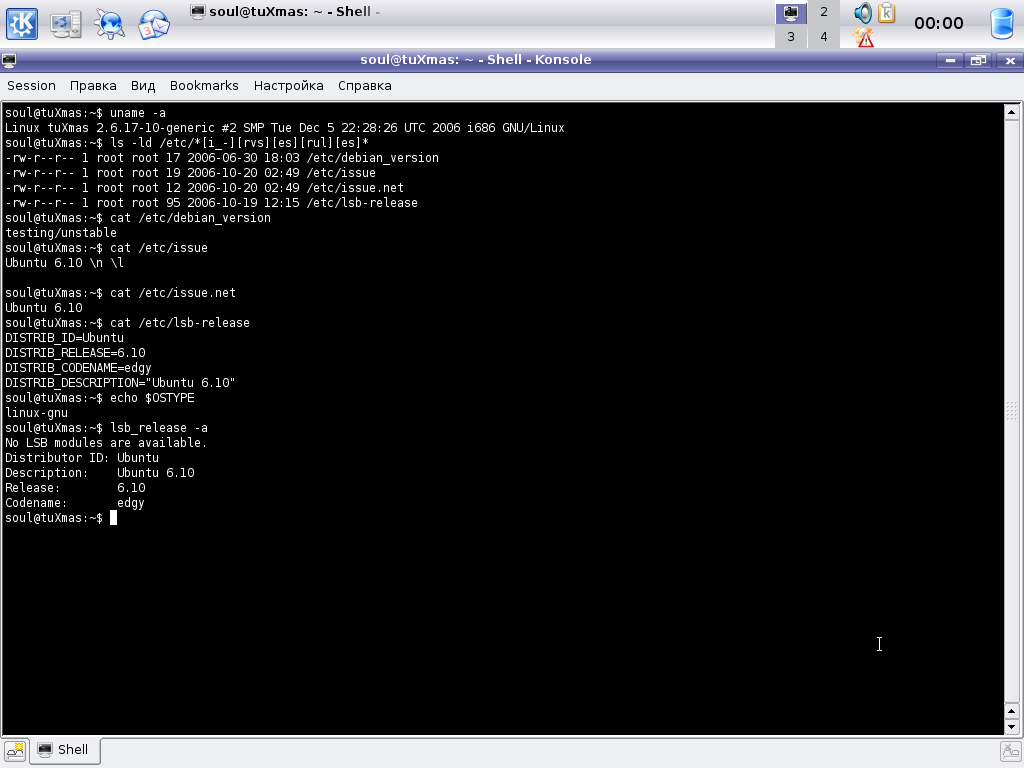 soul@tuXmas: ~ - Shell -
2
3 4
00:00
soul@tuXmas: ~ - Shell - Konsole
Session Правка Вид Bookmarks Настройка Справка
soul@tuXmas:~$ uname -a
Linux tuXmas 2.6.17-10-generic #2 SMP Tue Dec 5 22:28:26 UTC 2006 i686 GNU/Linux
soul@tuXmas:~$ ls -ld /etc/*[i_-][rvs][es][rul][es]*
-rw-r--r-- 1 root root 17 2006-06-30 18:03 /etc/debian_version
-rw-r--r-- 1 root root 19 2006-10-20 02:49 /etc/issue
-rw-r--r-- 1 root root 12 2006-10-20 02:49 /etc/issue.net
-rw-r--r-- 1 root root 95 2006-10-19 12:15 /etc/lsb-release
soul@tuXmas:~$ cat /etc/debian_version
testing/unstable
soul@tuXmas:~$ cat /etc/issue
Ubuntu 6.10 \n \l
soul@tuXmas:~$ cat /etc/issue.net
Ubuntu 6.10
soul@tuXmas:~$ cat /etc/lsb-release
DISTRIB_ID=Ubuntu
DISTRIB_RELEASE=6.10
DISTRIB_CODENAME=edgy
DISTRIB_DESCRIPTION="Ubuntu 6.10"
soul@tuXmas:~$ echo $OSTYPE
linux-gnu
soul@tuXmas:~$ lsb_release -a
No LSB modules are available.
Distributor ID: Ubuntu
Description:    Ubuntu 6.10
Release:        6.10
Codename:       edgy
soul@tuXmas:~$
Shell